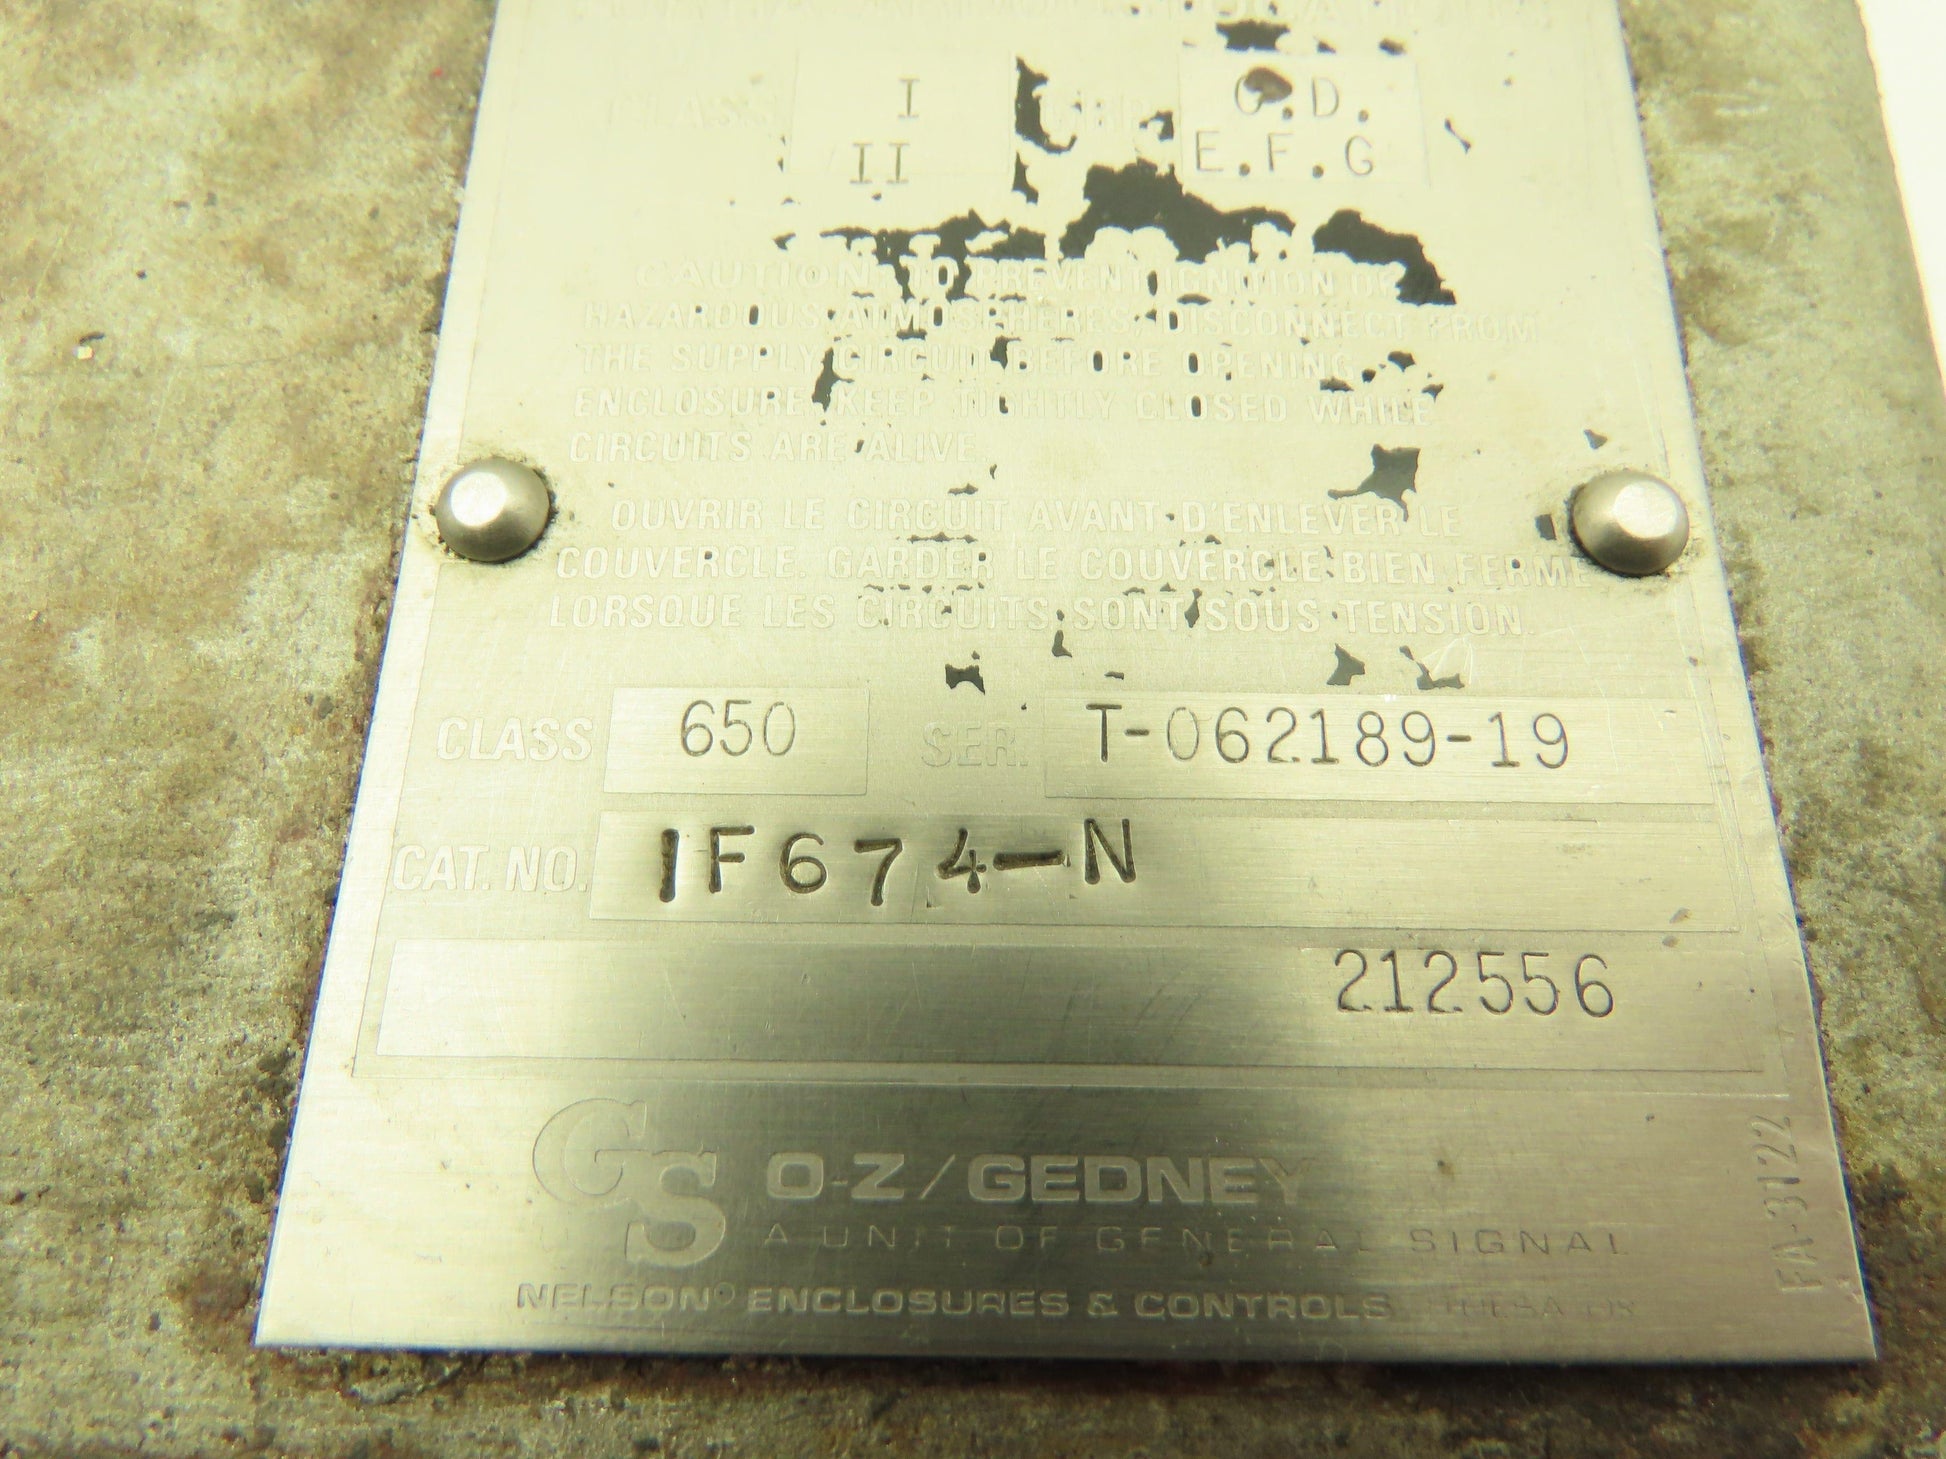 CLASS I GRP. C.D.
II E.F.G
CAUTION: TO PREVENT IGNITION OF
HAZARDOUS ATMOSPHERES, DISCONNECT FROM
THE SUPPLY CIRCUIT BEFORE OPENING.
ENCLOSURE. KEEP TIGHTLY CLOSED WHILE
CIRCUITS ARE ALIVE.
OUVRIR LE CIRCUIT AVANT D'ENLEVER LE
COUVERCLE. GARDER LE COUVERCLE BIEN FERME
LORSQUE LES CIRCUITS SONT SOUS TENSION.
CLASS 650 SER. T-062189-19
CAT. NO. IF674-N
212556
GS O-Z/GEDNEY
A UNIT OF GENERAL SIGNAL
NELSON® ENCLOSURES & CONTROLS TULSA OK
FA-3122